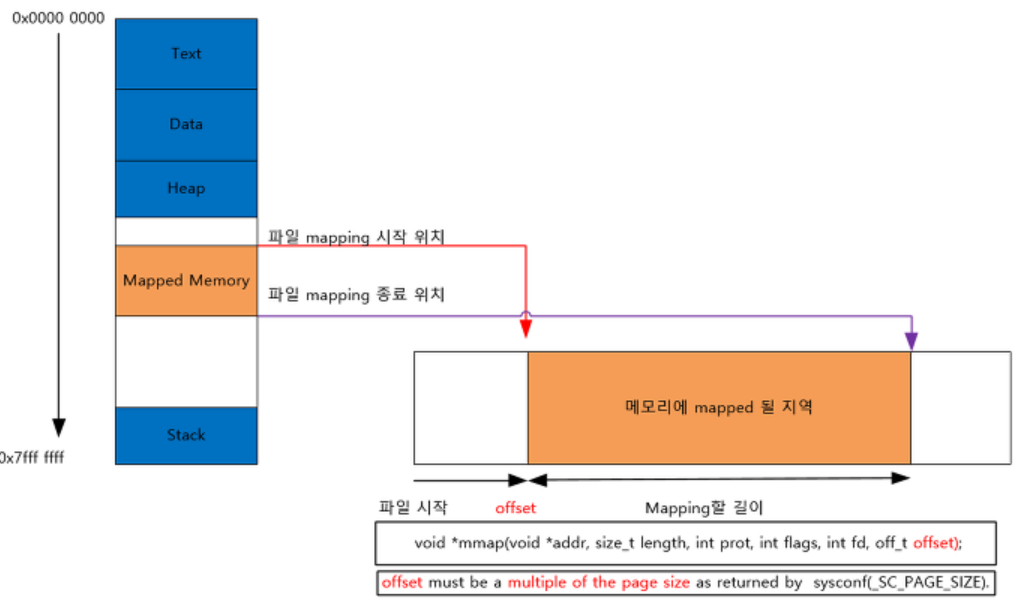 0x0000 0000
Text
Data
Heap
파일 mapping 시작 위치
Mapped Memory
파일 mapping 종료 위치
메모리에 mapped 될 지역
Stack
0x7fff ffff
파일 시작
offset
Mapping할 길이
void *mmap(void *addr, size_t length, int prot, int flags, int fd, off_t offset);
offset must be a multiple of the page size as returned by sysconf(_SC_PAGE_SIZE).